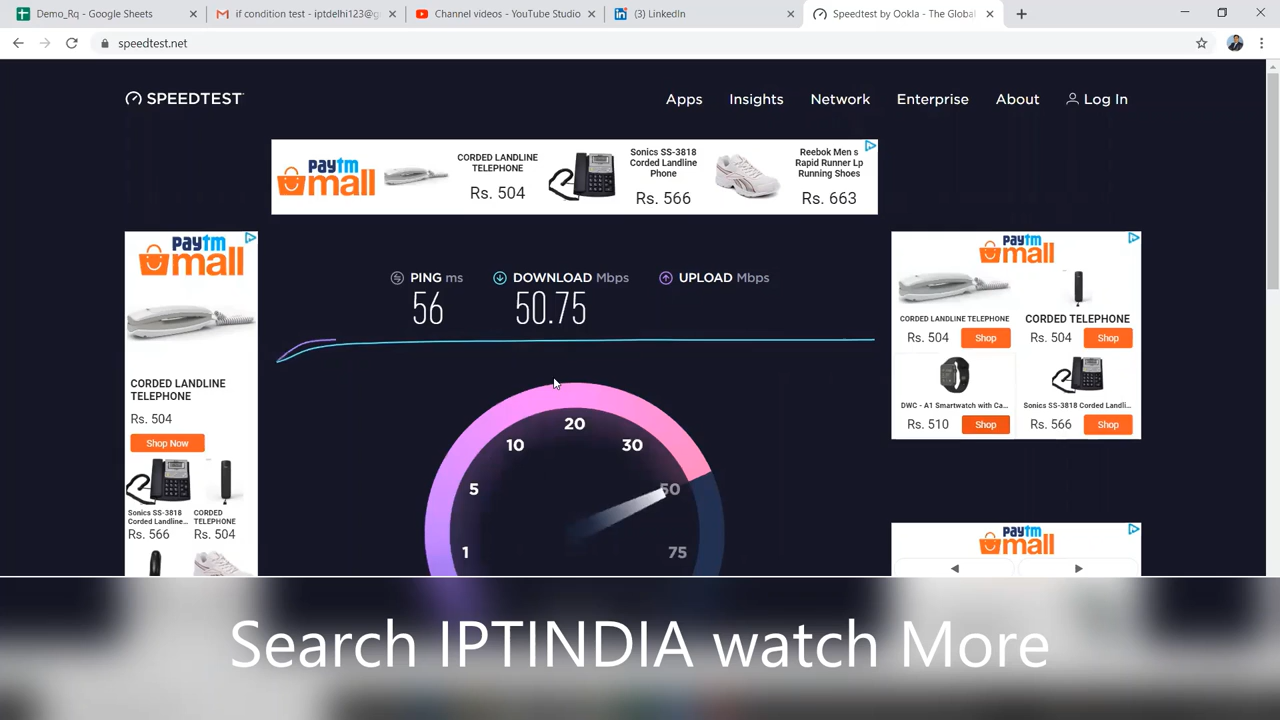 Demo_Rq - Google Sheets
if condition test - iptdelhi123@g
Channel videos - YouTube Studio
(3) LinkedIn
Speedtest by Ookla - The Global
speedtest.net
SPEEDTEST
Apps
Insights
Network
Enterprise
About
Log In
paytm
mall
CORDED LANDLINE
TELEPHONE
Rs. 504
Sonics SS-3818
Corded Landline
Phone
Rs. 566
Reebok Men s
Rapid Runner Lp
Running Shoes
Rs. 663
paytm
mall
CORDED LANDLINE
TELEPHONE
Rs. 504
Shop Now
Sonics SS-3818
Corded Landline...
Rs. 566
CORDED
TELEPHONE
Rs. 504
PING ms
56
DOWNLOAD Mbps
50.75
UPLOAD Mbps
1
5
10
20
30
50
75
paytm
mall
CORDED LANDLINE TELEPHONE
Rs. 504
Shop
CORDED TELEPHONE
Rs. 504
Shop
DWC - A1 Smartwatch with Ca...
Rs. 510
Shop
Sonics SS-3818 Corded Landli...
Rs. 566
Shop
paytm
mall
Search IPTINDIA watch More